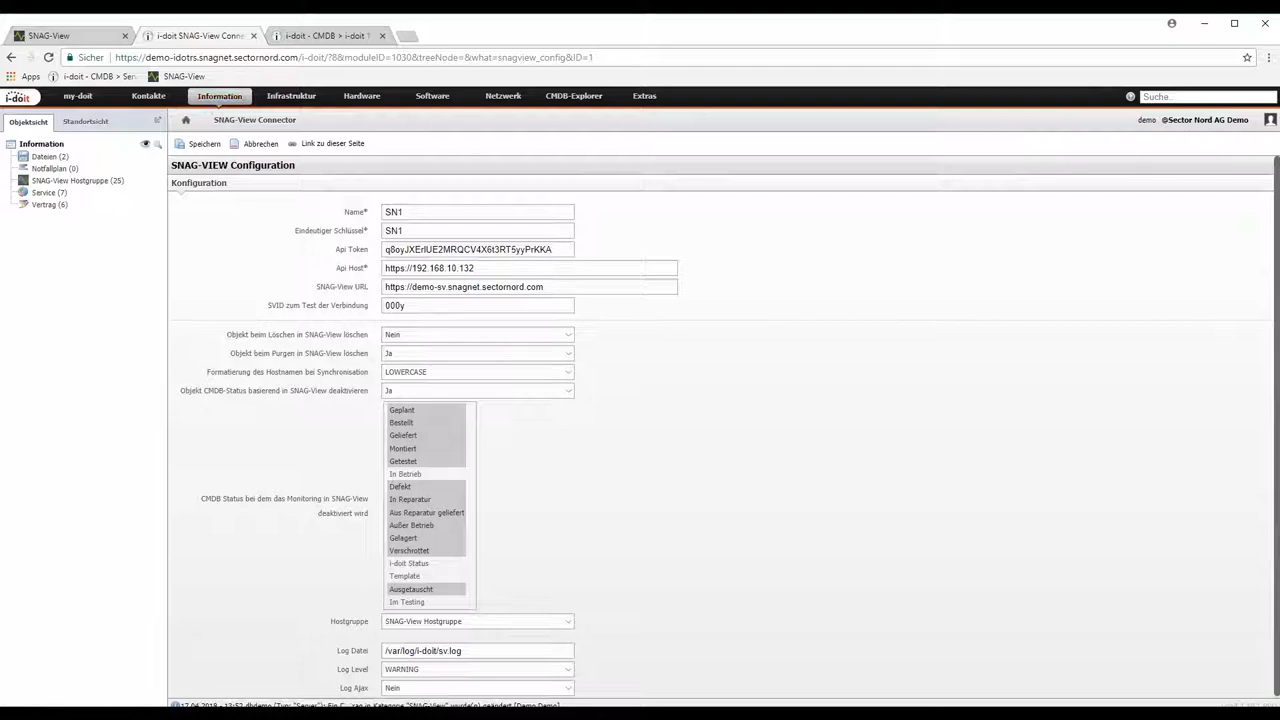 SNAG-View
i-doit SNAG-View Conne
i-doit - CMDB > i-doit
Sicher | https://demo-idotrs.snagnet.sectornord.com/i-doit/?8&moduleID=1030&treeNode=&what=snagview_config&ID=1
Apps i-doit - CMDB > Sen SNAG-View
i-doit my-doit Kontakte Information Infrastruktur Hardware Software Netzwerk CMDB-Explorer Extras Suche...
Objektsicht Standortsicht SNAG-View Connector demo @Sector Nord AG Demo
Information
Dateien (2)
Notfallplan (0)
SNAG-View Hostgruppe (25)
Service (7)
Vertrag (6)
Speichern Abbrechen Link zu dieser Seite
SNAG-VIEW Configuration
Konfiguration
Name* SN1
Eindeutiger Schlüssel* SN1
Api Token q8oyJXErlUE2MRQCV4X6t3RT5yyPrKKA
Api Host* https://192.168.10.132
SNAG-View URL https://demo-sv.snagnet.sectornord.com
SVID zum Test der Verbindung 000y
Objekt beim Löschen in SNAG-View löschen Nein
Objekt beim Purgen in SNAG-View löschen Ja
Formatierung des Hostnamen bei Synchronisation LOWERCASE
Objekt CMDB-Status basierend in SNAG-View deaktivieren Ja
CMDB Status bei dem das Monitoring in SNAG-View
deaktiviert wird
Geplant
Bestellt
Geliefert
Montiert
Getestet
In Betrieb
Defekt
In Reparatur
Aus Reparatur geliefert
Außer Betrieb
Gelagert
Verschrottet
i-doit Status
Template
Ausgetauscht
Im Testing
Hostgruppe SNAG-View Hostgruppe
Log Datei /var/log/i-doit/sv.log
Log Level WARNING
Log Ajax Nein